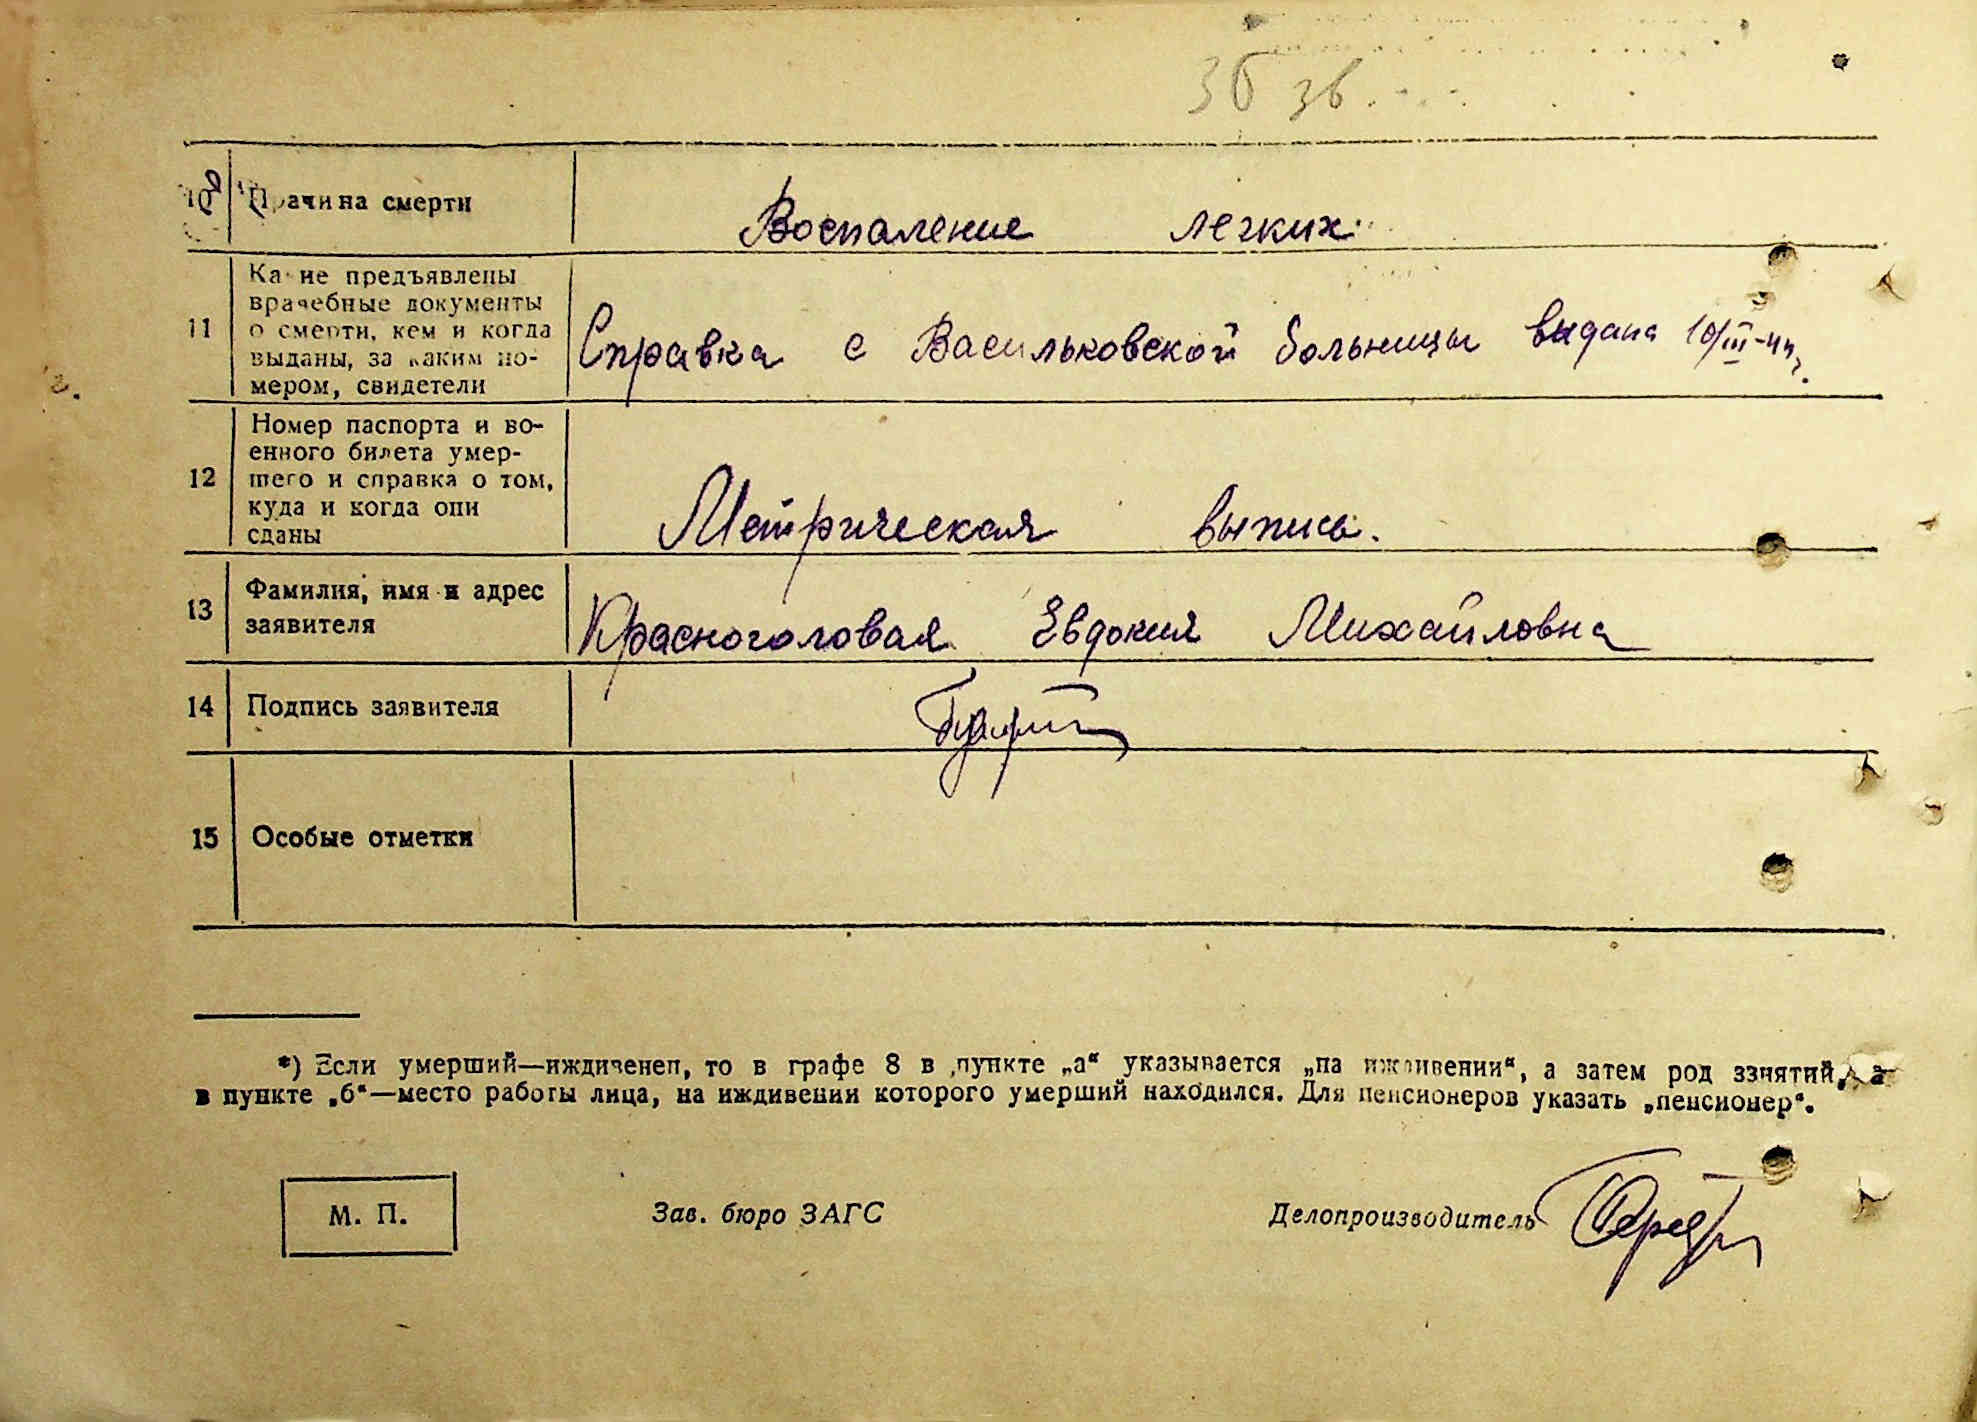 10 Причина смерти Воспаление легких.
11 Какие предъявлены
врачебные документы
о смерти, кем и когда
выданы, за каким но-
мером, свидетели
Справка с Васильковской больницы выдана 10/III-44 г.
12 Номер паспорта и во-
енного билета умер-
шего и справка о том,
куда и когда они
сданы
Метрическая выпись.
13 Фамилия, имя и адрес
заявителя
Красноголовая Евдокия Михайловна
14 Подпись заявителя
15 Особые отметки
*) Если умерший—иждивенец, то в графе 8 в пункте „а“ указывается „на иждивении“, а затем род занятий, а
в пункте „б“—место работы лица, на иждивении которого умерший находился. Для пенсионеров указать „пенсионер“.
М. П. Зав. бюро ЗАГС Делопроизводитель